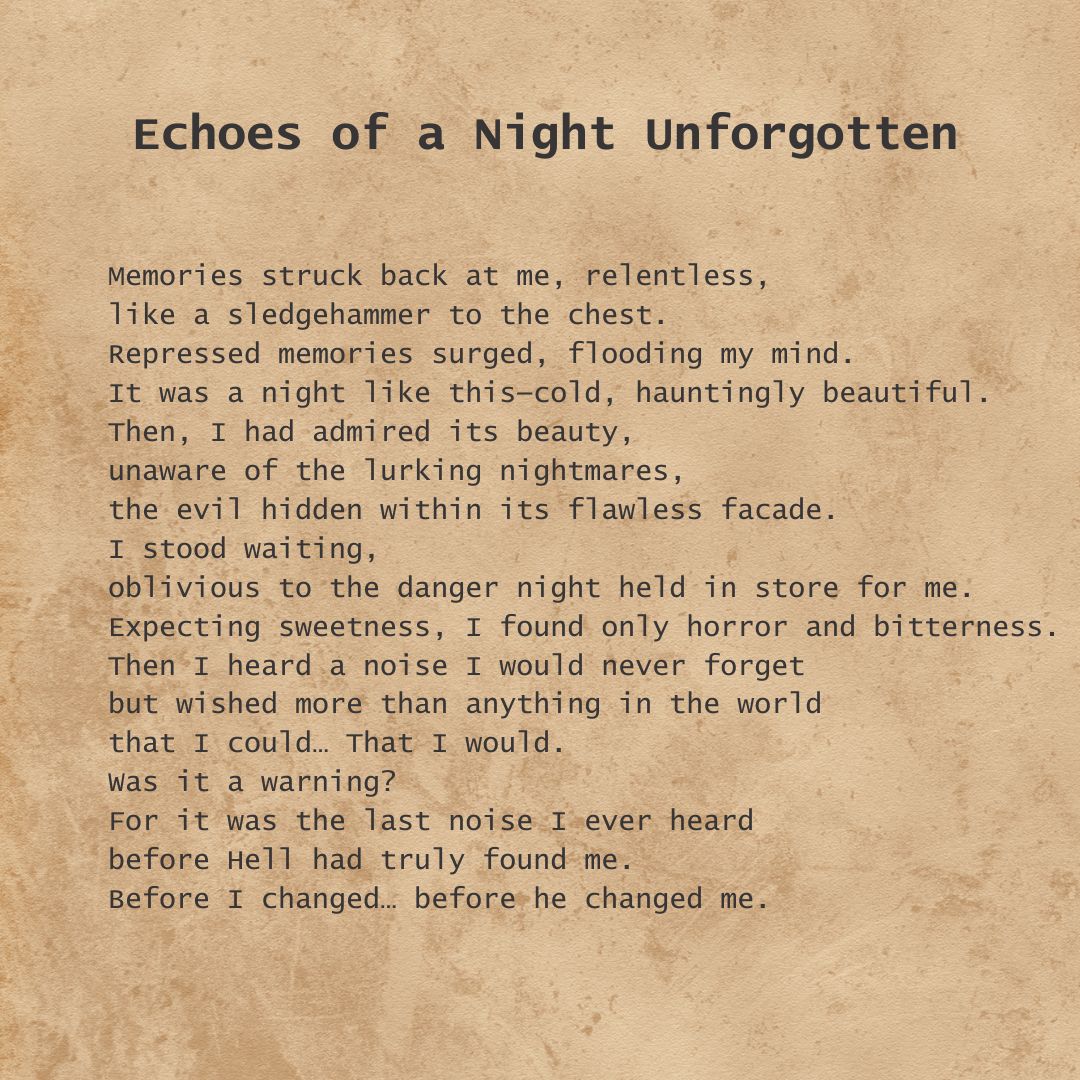 Echoes of a Night Unforgotten
Memories struck back at me, relentless,
like a sledgehammer to the chest.
Repressed memories surged, flooding my mind.
It was a night like this—cold, hauntingly beautiful.
Then, I had admired its beauty,
unaware of the lurking nightmares,
the evil hidden within its flawless facade.
I stood waiting,
oblivious to the danger night held in store for me.
Expecting sweetness, I found only horror and bitterness.
Then I heard a noise I would never forget
but wished more than anything in the world
that I could… That I would.
Was it a warning?
For it was the last noise I ever heard
before Hell had truly found me.
Before I changed… before he changed me.